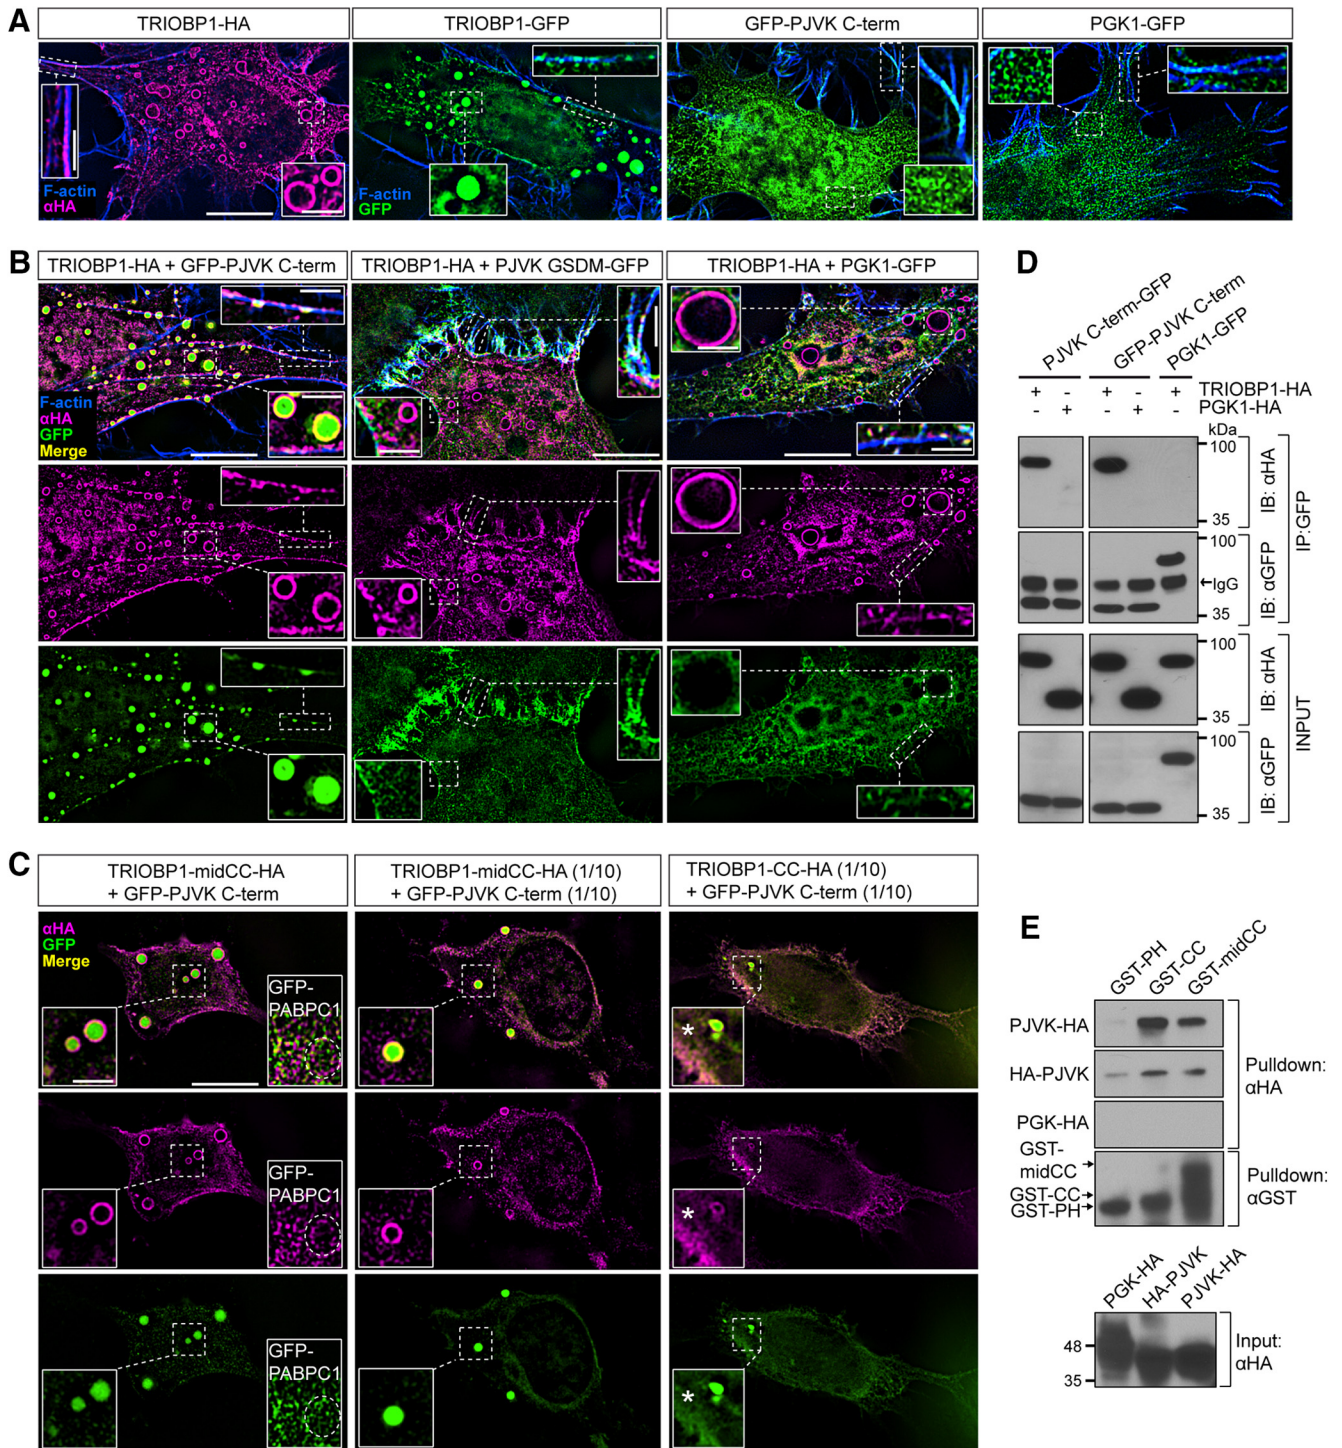 A
TRIOBP1-HA
TRIOBP1-GFP
GFP-PJVK C-term
PGK1-GFP
F-actin
αHA
F-actin
GFP
B
TRIOBP1-HA + GFP-PJVK C-term
TRIOBP1-HA + PJVK GSDM-GFP
TRIOBP1-HA + PGK1-GFP
F-actin
αHA
GFP
Merge
C
TRIOBP1-midCC-HA
+ GFP-PJVK C-term
TRIOBP1-midCC-HA (1/10)
+ GFP-PJVK C-term (1/10)
TRIOBP1-CC-HA (1/10)
+ GFP-PJVK C-term (1/10)
αHA
GFP
Merge
GFP-
PABPC1
*
GFP-
PABPC1
*
GFP-
PABPC1
*
D
PJVK C-term-GFP
GFP-PJVK C-term
PGK1-GFP
+ - + - + TRIOBP1-HA
- + - + - PGK1-HA
kDa
100
35
IB: αHA
100
←IgG
35
IB: αGFP
IP:GFP
100
35
IB: αHA
100
35
IB: αGFP
INPUT
E
GST-PH
GST-CC
GST-midCC
PJVK-HA
HA-PJVK
PGK-HA
Pulldown:
αHA
GST-
midCC
GST-CC
GST-PH
Pulldown:
αGST
PGK-HA
HA-PJVK
PJVK-HA
48
35
Input:
αHA